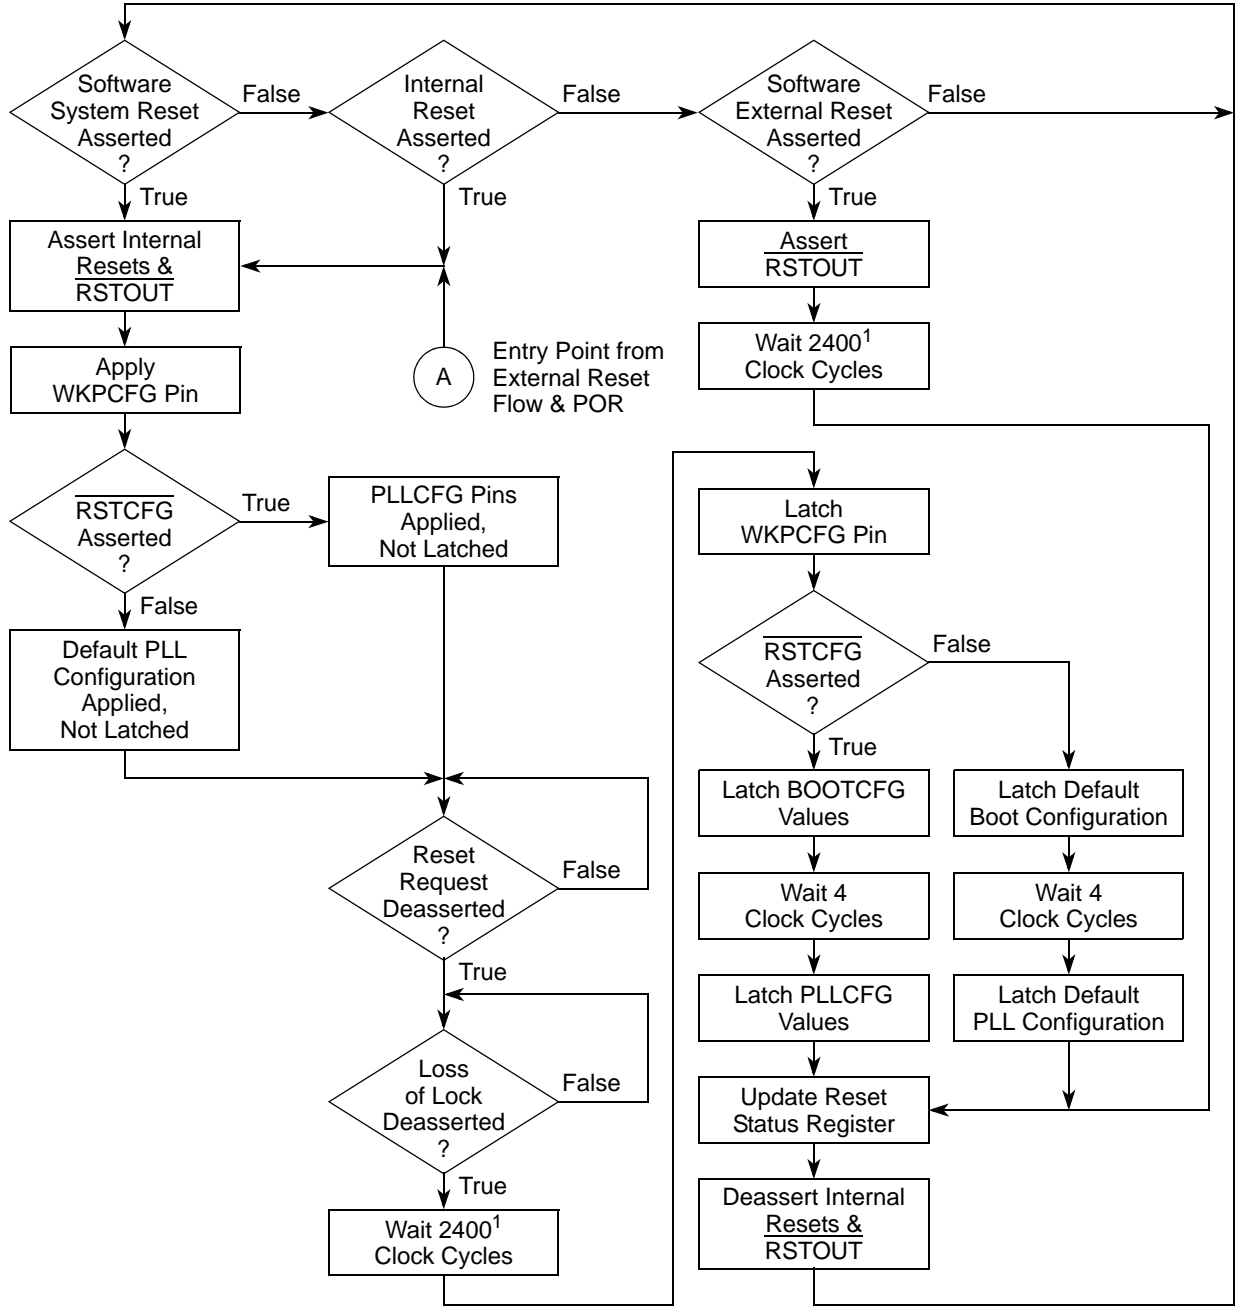 Software
System Reset
Asserted
?
False
True
Internal
Reset
Asserted
?
False
True
Software
External Reset
Asserted
?
False
True
Assert Internal
Resets &
RSTOUT
Assert
RSTOUT
Apply
WKPCFG Pin
A
Entry Point from
External Reset
Flow & POR
Wait 2400¹
Clock Cycles
RSTCFG
Asserted
?
True
False
PLLCFG Pins
Applied,
Not Latched
Default PLL
Configuration
Applied,
Not Latched
Reset
Request
Deasserted
?
False
True
Loss
of Lock
Deasserted
?
False
True
Wait 2400¹
Clock Cycles
Latch
WKPCFG Pin
RSTCFG
Asserted
?
False
True
Latch BOOTCFG
Values
Latch Default
Boot Configuration
Wait 4
Clock Cycles
Wait 4
Clock Cycles
Latch PLLCFG
Values
Latch Default
PLL Configuration
Update Reset
Status Register
Deassert Internal
Resets &
RSTOUT